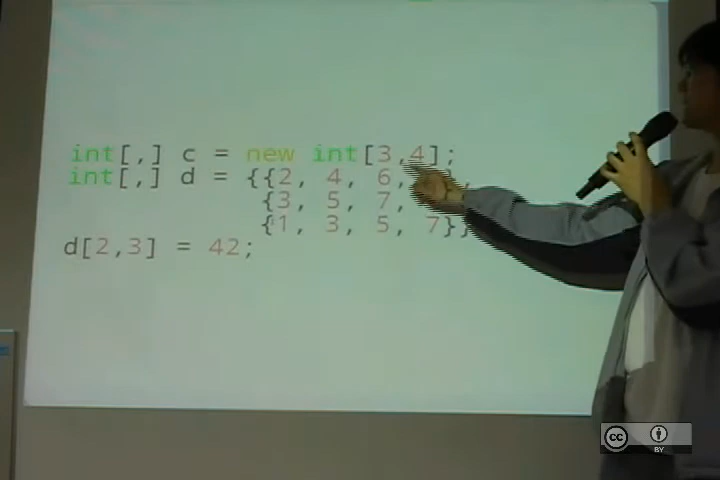 int[,] c = new int[3,4];
int[,] d = {{2, 4, 6,
{3, 5, 7,
{1, 3, 5, 7}}
d[2,3] = 42;
cc BY